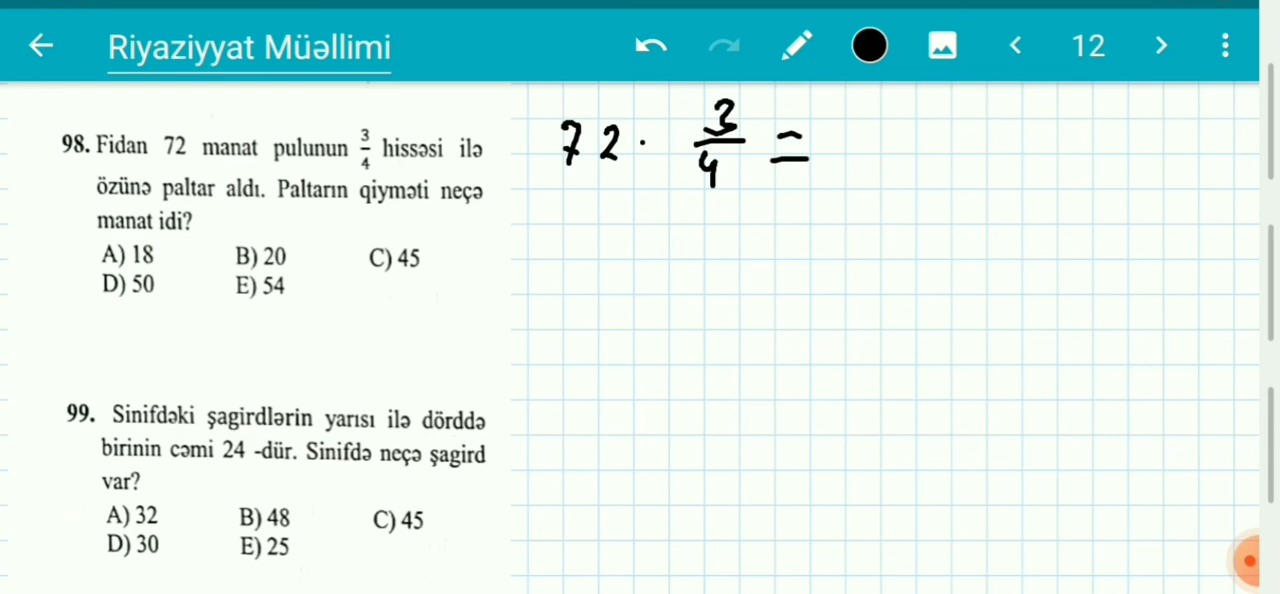 Riyaziyyat Müəllimi
12
98. Fidan 72 manat pulunun 3/4 hissəsi ilə
özünə paltar aldı. Paltarın qiyməti neçə
manat idi?
A) 18 B) 20 C) 45
D) 50 E) 54
72 · 3/4 =
99. Sinifdəki şagirdlərin yarısı ilə dörddə
birinin cəmi 24 -dür. Sinifdə neçə şagird
var?
A) 32 B) 48 C) 45
D) 30 E) 25